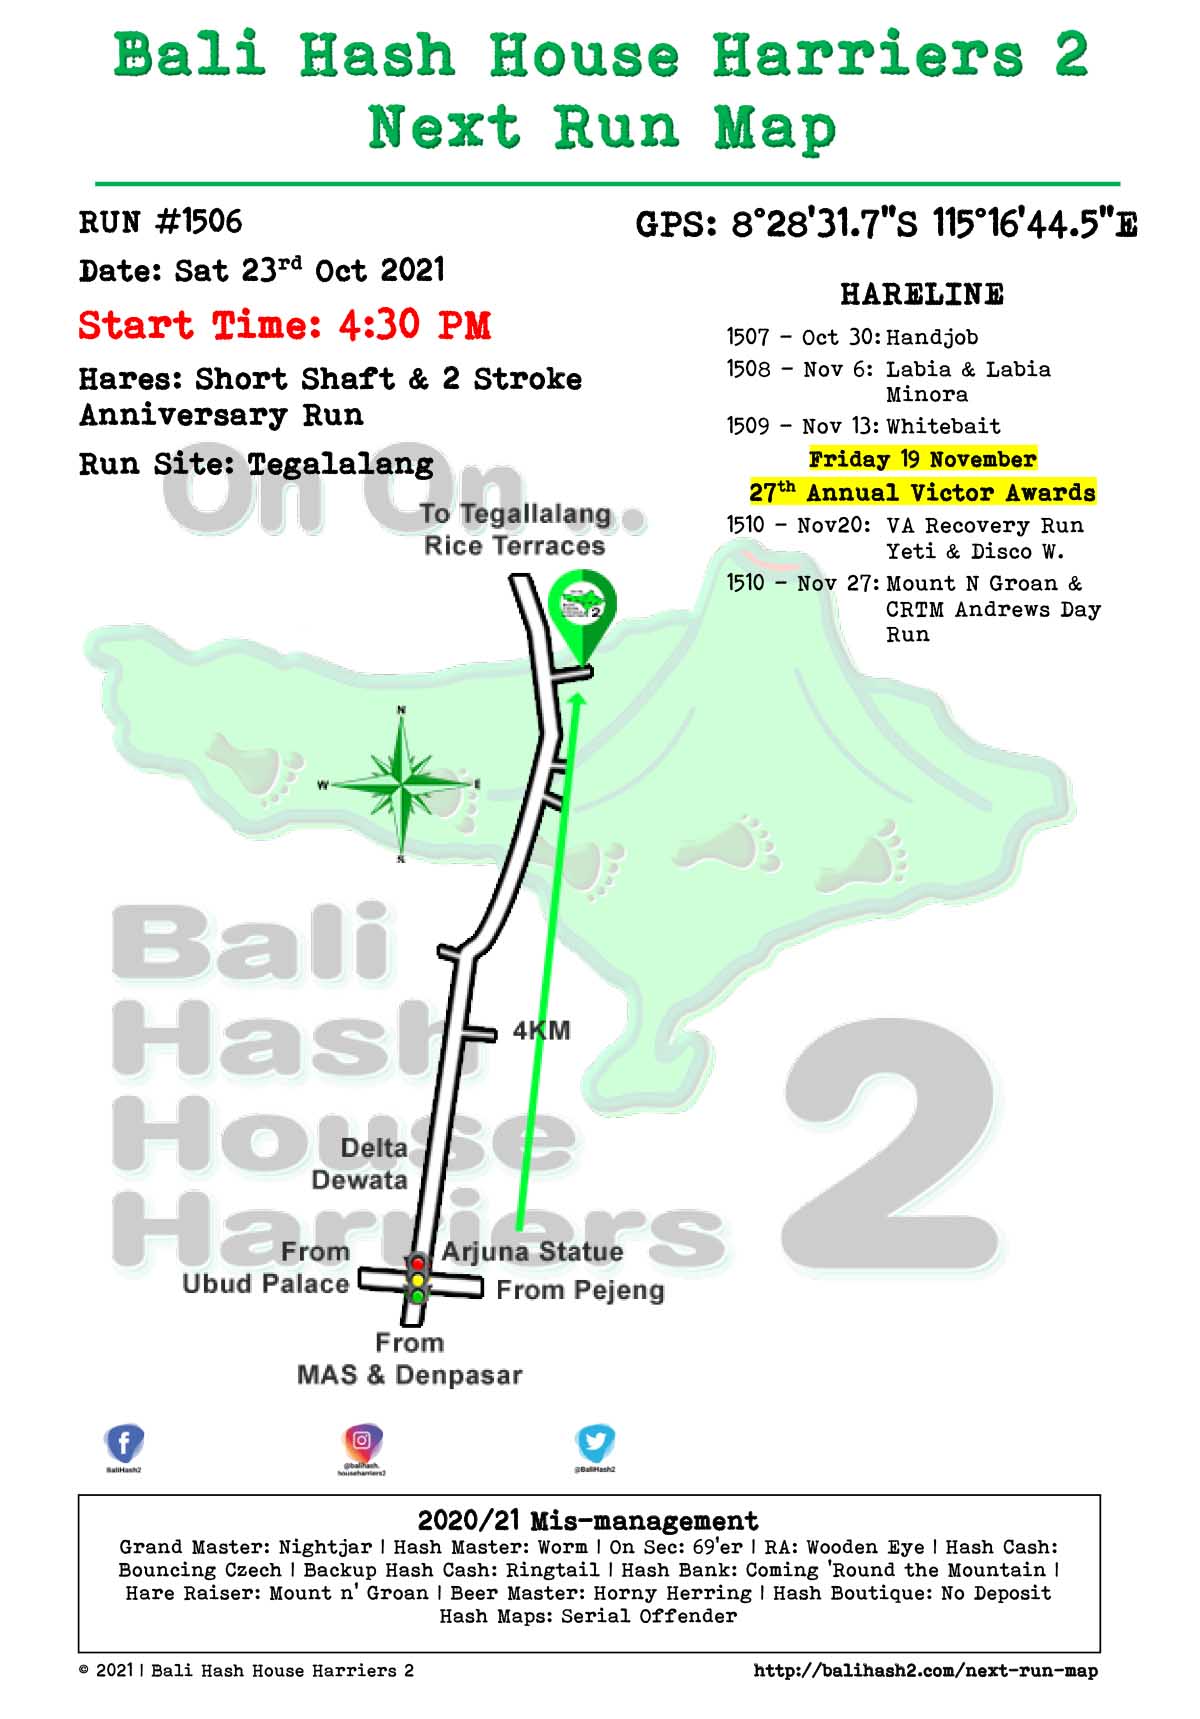 Bali Hash House Harriers 2
Next Run Map
RUN #1506
GPS: 8°28'31.7"S 115°16'44.5"E
Date: Sat 23rd Oct 2021
Start Time: 4:30 PM
Hares: Short Shaft & 2 Stroke
Anniversary Run
Run Site: Tegalalang
HARELINE
1507 – Oct 30: Handjob
1508 – Nov 6: Labia & Labia
Minora
1509 – Nov 13: Whitebait
Friday 19 November
27th Annual Victor Awards
1510 – Nov20: VA Recovery Run
Yeti & Disco W.
1510 – Nov 27: Mount N Groan &
CRTM Andrews Day
Run
On On...
To Tegallalang
Rice Terraces
2
N
W
E
S
Bali
Hash
House
Harriers
2
4KM
Delta
Dewata
From
Ubud Palace
Arjuna Statue
From Pejeng
From
MAS & Denpasar
BaliHash2
@balihash.
househarriers2
@BaliHash2
2020/21 Mis-management
Grand Master: Nightjar | Hash Master: Worm | On Sec: 69'er | RA: Wooden Eye | Hash Cash:
Bouncing Czech | Backup Hash Cash: Ringtail | Hash Bank: Coming 'Round the Mountain |
Hare Raiser: Mount n' Groan | Beer Master: Horny Herring | Hash Boutique: No Deposit
Hash Maps: Serial Offender
© 2021 | Bali Hash House Harriers 2
http://balihash2.com/next-run-map